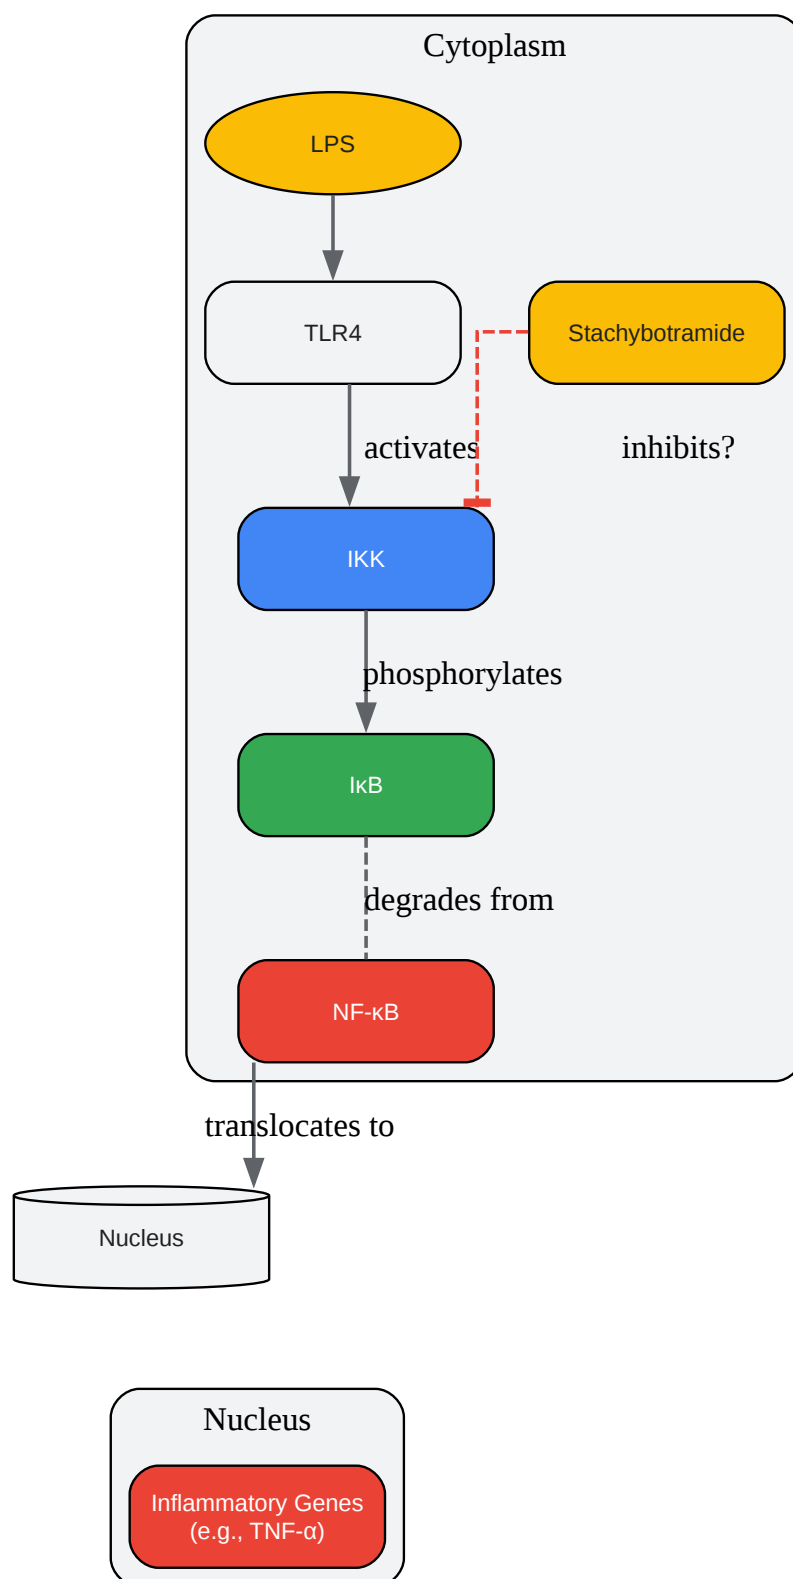 Cytoplasm
LPS
TLR4
Stachybotramide
activates
inhibits?
IKK
phosphorylates
IκB
degrades from
NF-κB
translocates to
Nucleus
Nucleus
Inflammatory Genes
(e.g., TNF-α)